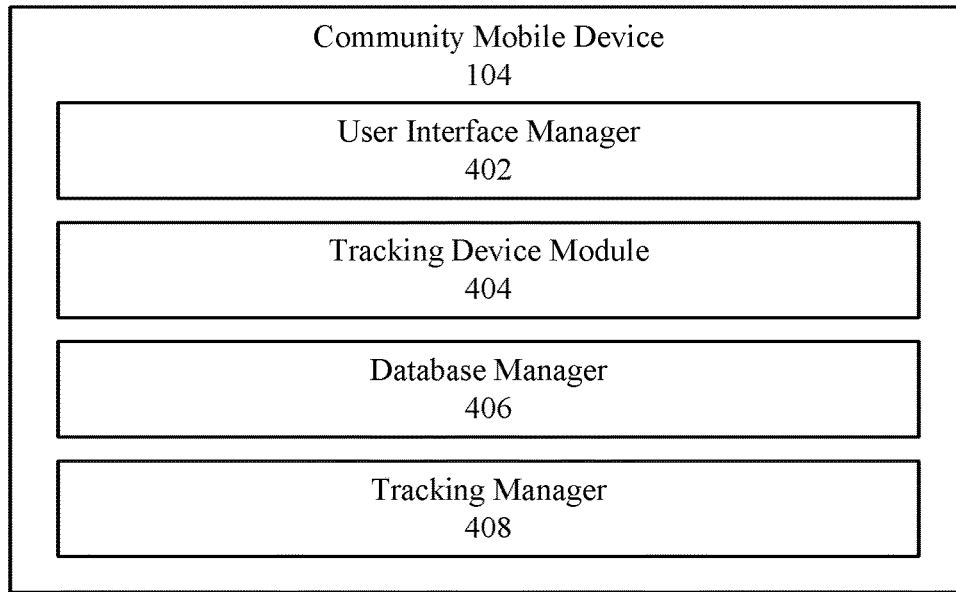 Community Mobile Device
104
User Interface Manager
402
Tracking Device Module
404
Database Manager
406
Tracking Manager
408